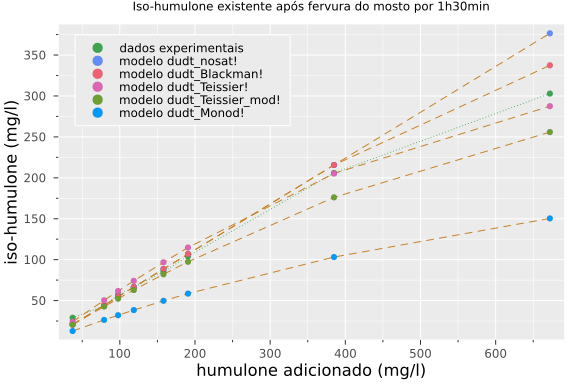 Iso-humulone existente após fervura do mosto por 1h30min
dados experimentais
modelo dudt_nosat!
modelo dudt_Blackman!
modelo dudt_Teissier!
modelo dudt_Teissier_mod!
modelo dudt_Monod!
iso-humulone (mg/l)
350
300
250
200
150
100
50
100
200
300
400
500
600
humulone adicionado (mg/l)